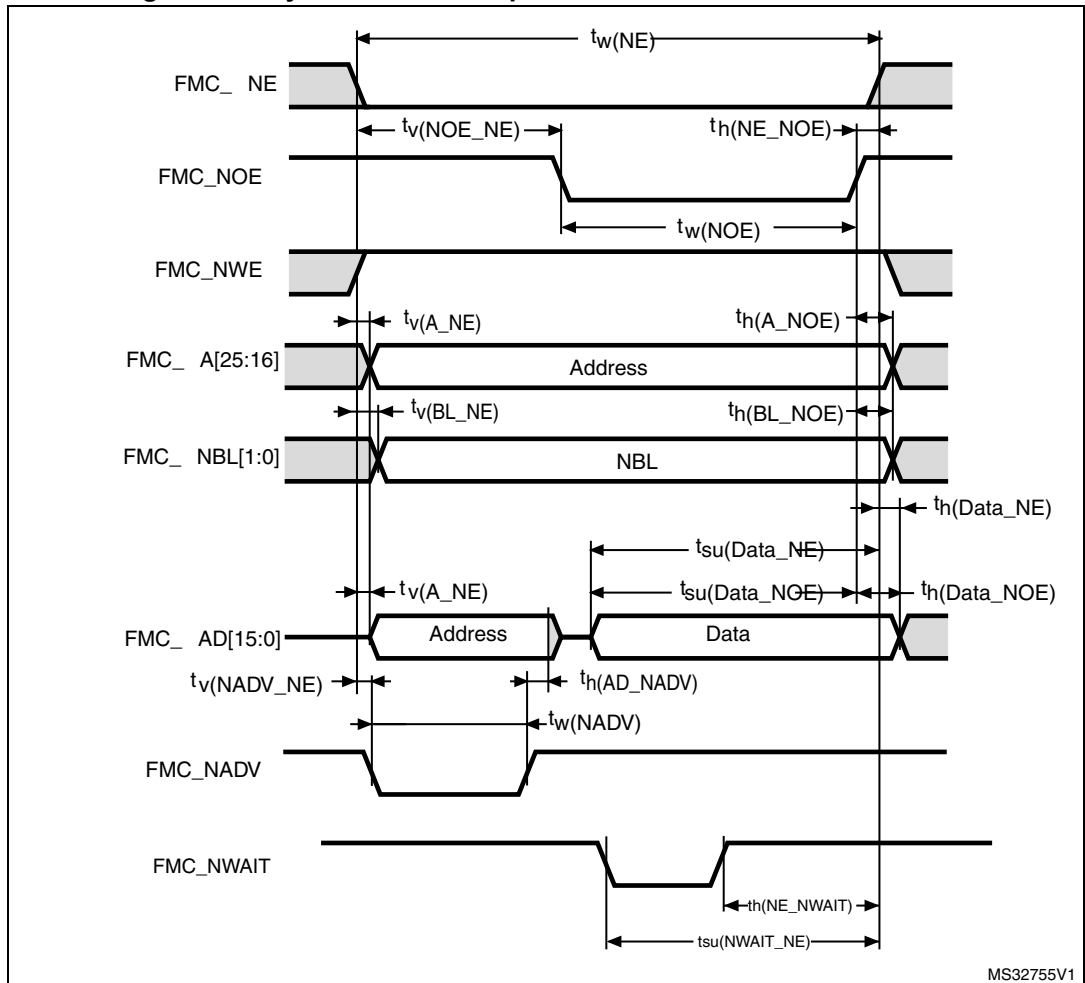 tw(NE)
FMC_ NE
tv(NOE_NE)
th(NE_NOE)
FMC_NOE
tw(NOE)
FMC_NWE
tv(A_NE)
th(A_NOE)
FMC_ A[25:16]
Address
tv(BL_NE)
th(BL_NOE)
FMC_ NBL[1:0]
NBL
th(Data_NE)
tsu(Data_NE)
tv(A_NE)
tsu(Data_NOE)
th(Data_NOE)
FMC_ AD[15:0]
Address
Data
tv(NADV_NE)
th(AD_NADV)
tw(NADV)
FMC_NADV
FMC_NWAIT
th(NE_NWAIT)
tsu(NWAIT_NE)
MS32755V1